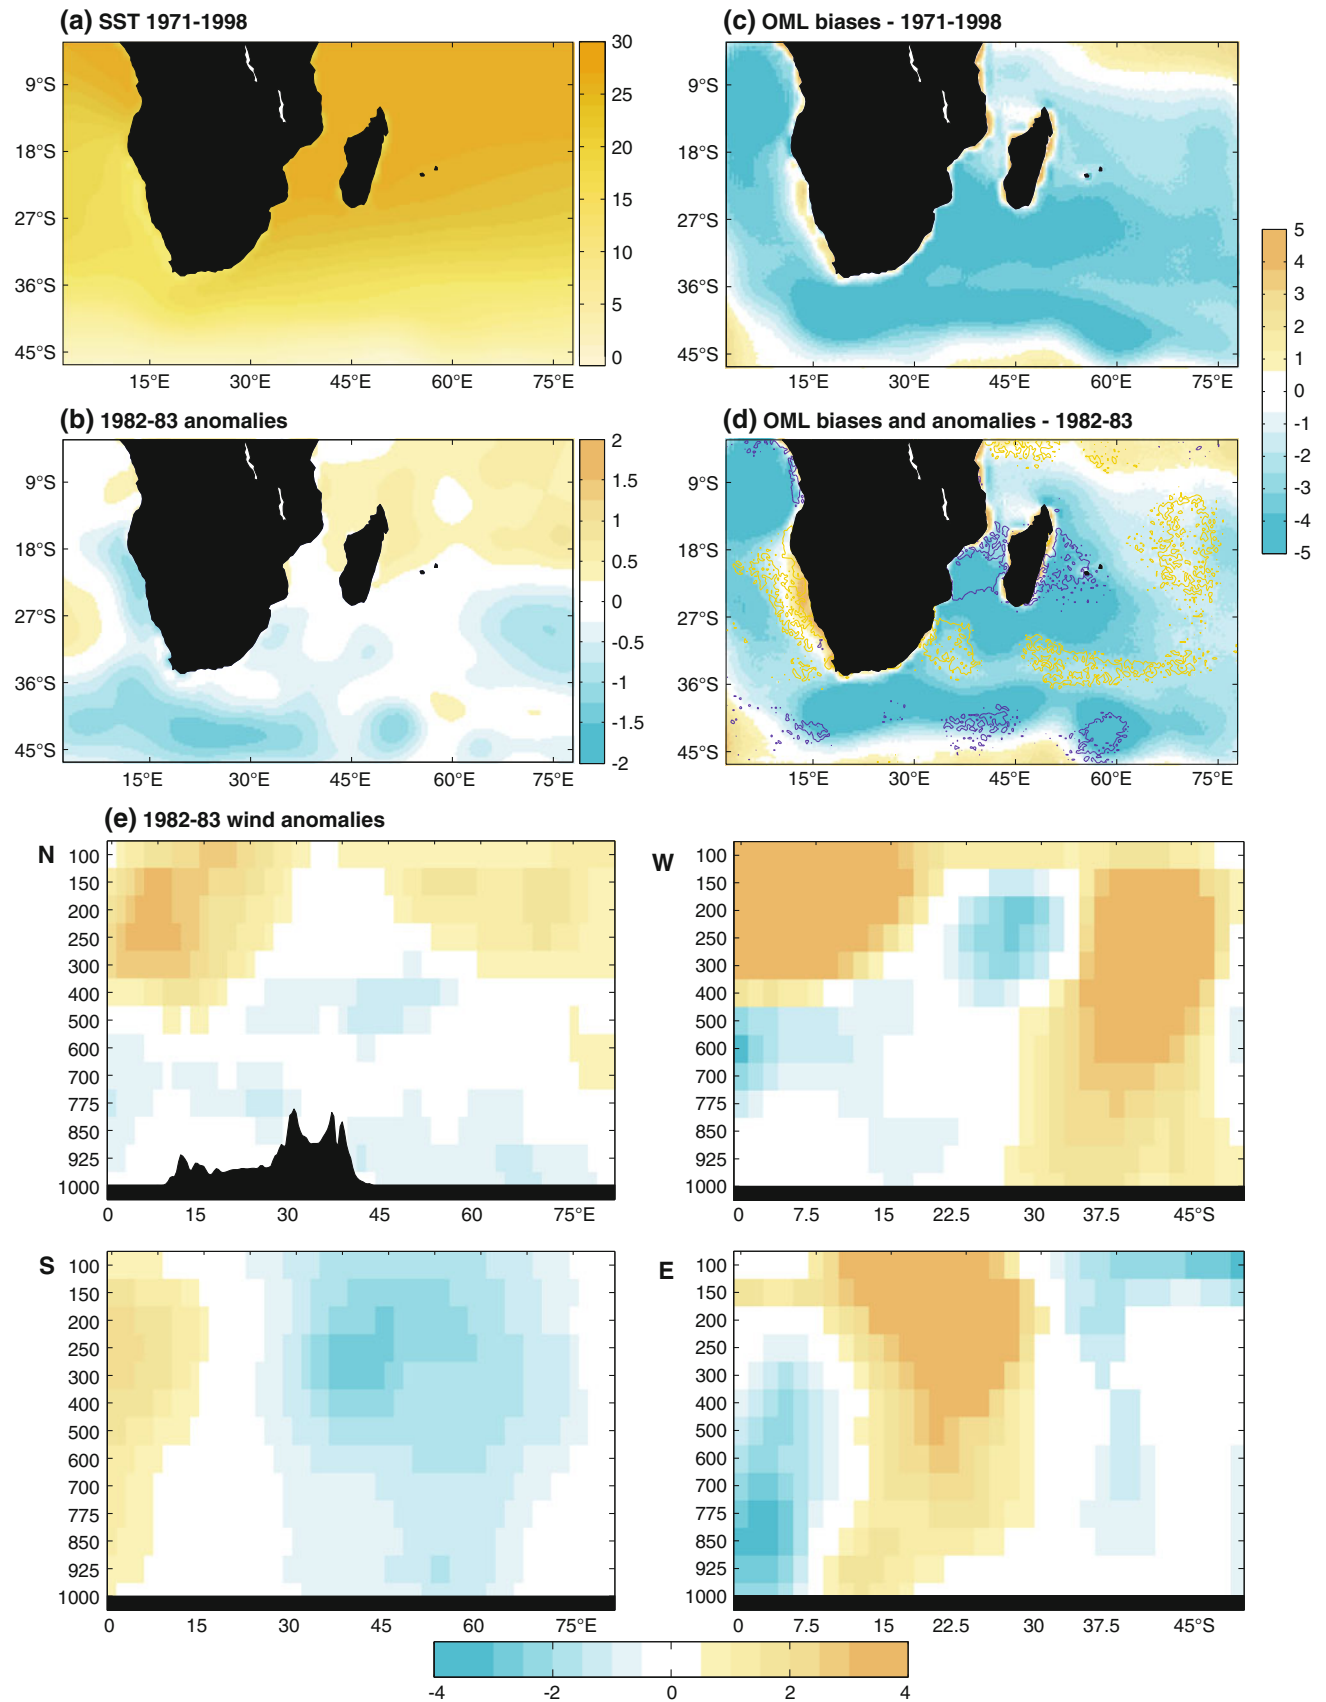 (a) SST 1971-1998
9°S
18°S
27°S
36°S
45°S
15°E 30°E 45°E 60°E 75°E
30
25
20
15
10
5
0
(c) OML biases - 1971-1998
9°S
18°S
27°S
36°S
45°S
15°E 30°E 45°E 60°E 75°E
(b) 1982-83 anomalies
9°S
18°S
27°S
36°S
45°S
15°E 30°E 45°E 60°E 75°E
2
1.5
1
0.5
0
-0.5
-1
-1.5
-2
(d) OML biases and anomalies - 1982-83
9°S
18°S
27°S
36°S
45°S
15°E 30°E 45°E 60°E 75°E
5
4
3
2
1
0
-1
-2
-3
-4
-5
(e) 1982-83 wind anomalies
N
100
150
200
250
300
400
500
600
700
775
850
925
1000
0 15 30 45 60 75°E
W
100
150
200
250
300
400
500
600
700
775
850
925
1000
0 7.5 15 22.5 30 37.5 45°S
S
100
150
200
250
300
400
500
600
700
775
850
925
1000
0 15 30 45 60 75°E
E
100
150
200
250
300
400
500
600
700
775
850
925
1000
0 7.5 15 22.5 30 37.5 45°S
-4 -2 0 2 4